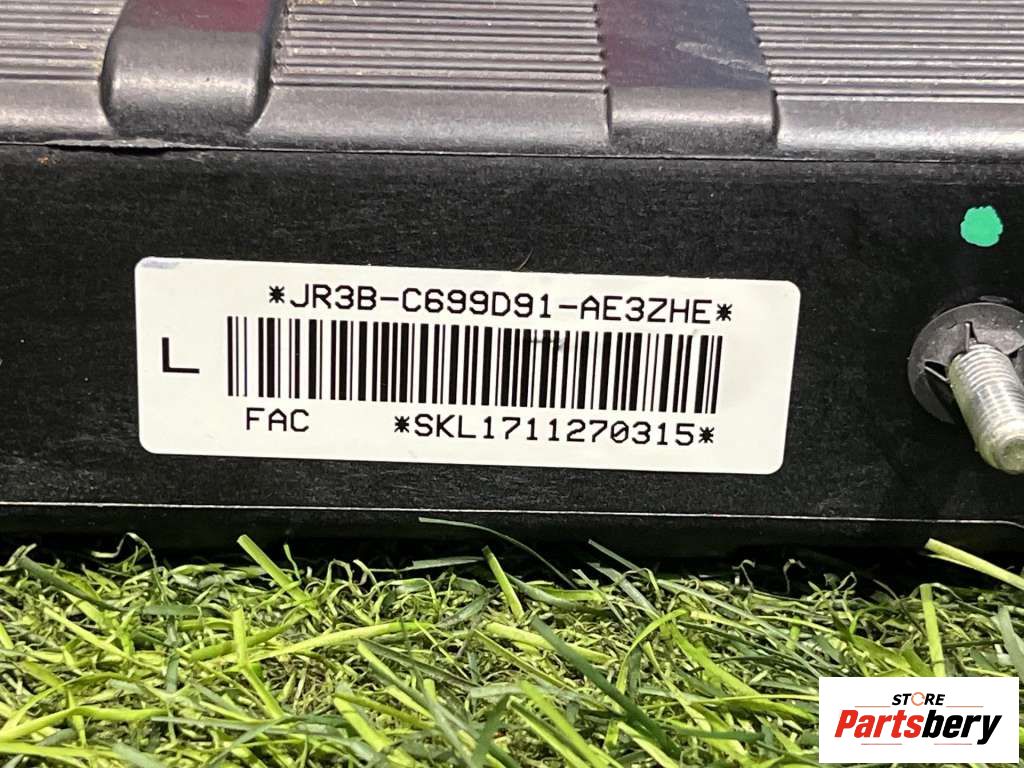 *JR3B-C699D91-AE3ZHE*
L
FAC *SKL1711270315*
STORE
Partsbery